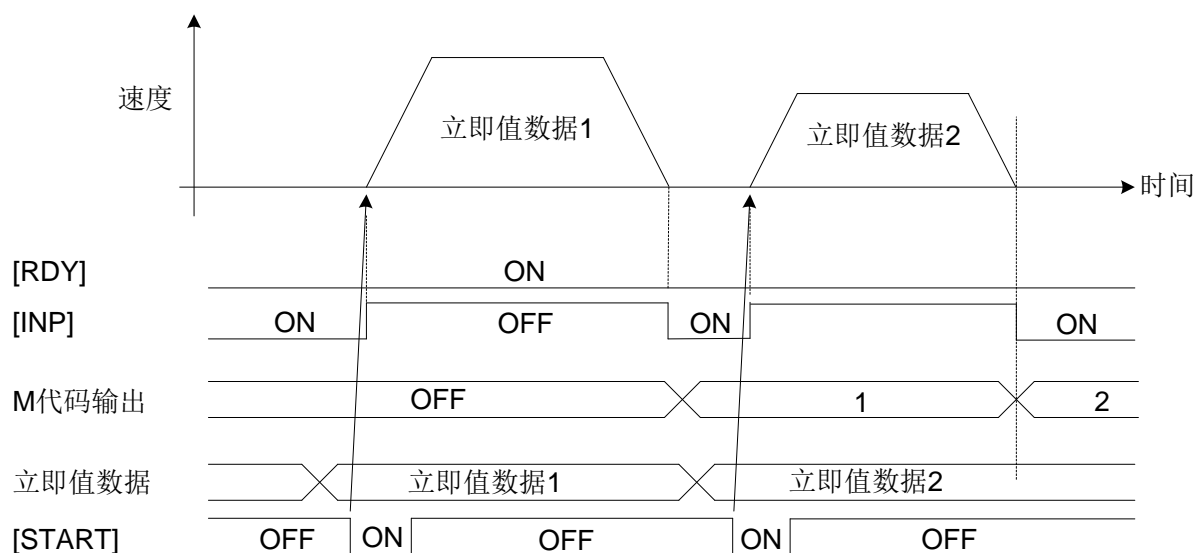 速度
立即值数据1
立即值数据2
时间
[RDY] ON
[INP] ON OFF ON ON
M代码输出 OFF 1 2
立即值数据 立即值数据1 立即值数据2
[START] OFF ON OFF ON OFF